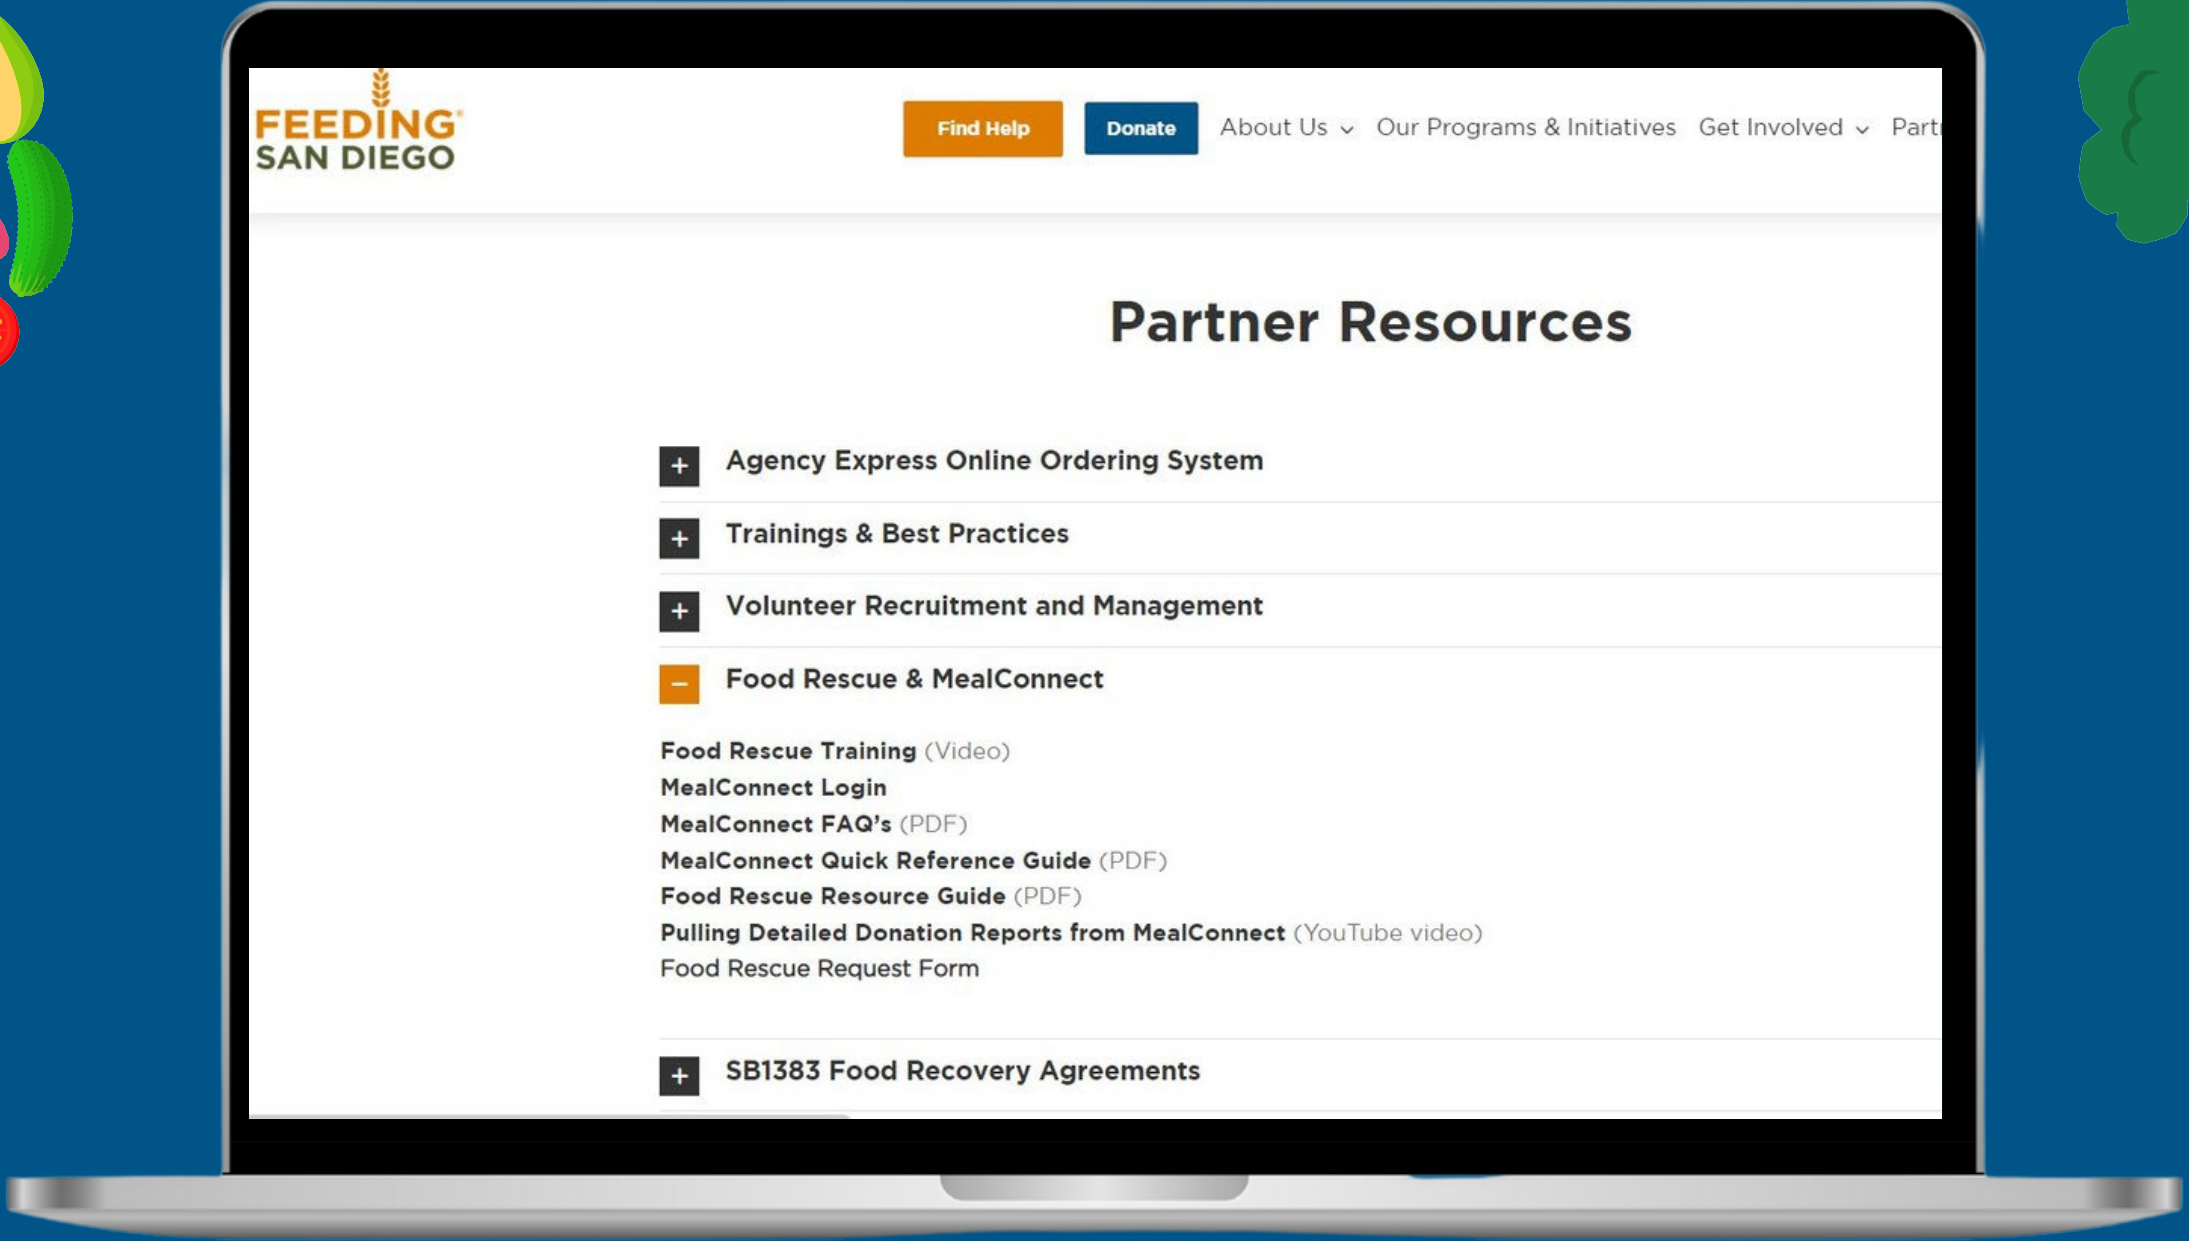 FEEDING
SAN DIEGO
Find Help
Donate
About Us
Our Programs & Initiatives
Get Involved
Partner Resources
+ Agency Express Online Ordering System
+ Trainings & Best Practices
+ Volunteer Recruitment and Management
– Food Rescue & MealConnect
Food Rescue Training (Video)
MealConnect Login
MealConnect FAQ’s (PDF)
MealConnect Quick Reference Guide (PDF)
Food Rescue Resource Guide (PDF)
Pulling Detailed Donation Reports from MealConnect (YouTube video)
Food Rescue Request Form
+ SB1383 Food Recovery Agreements